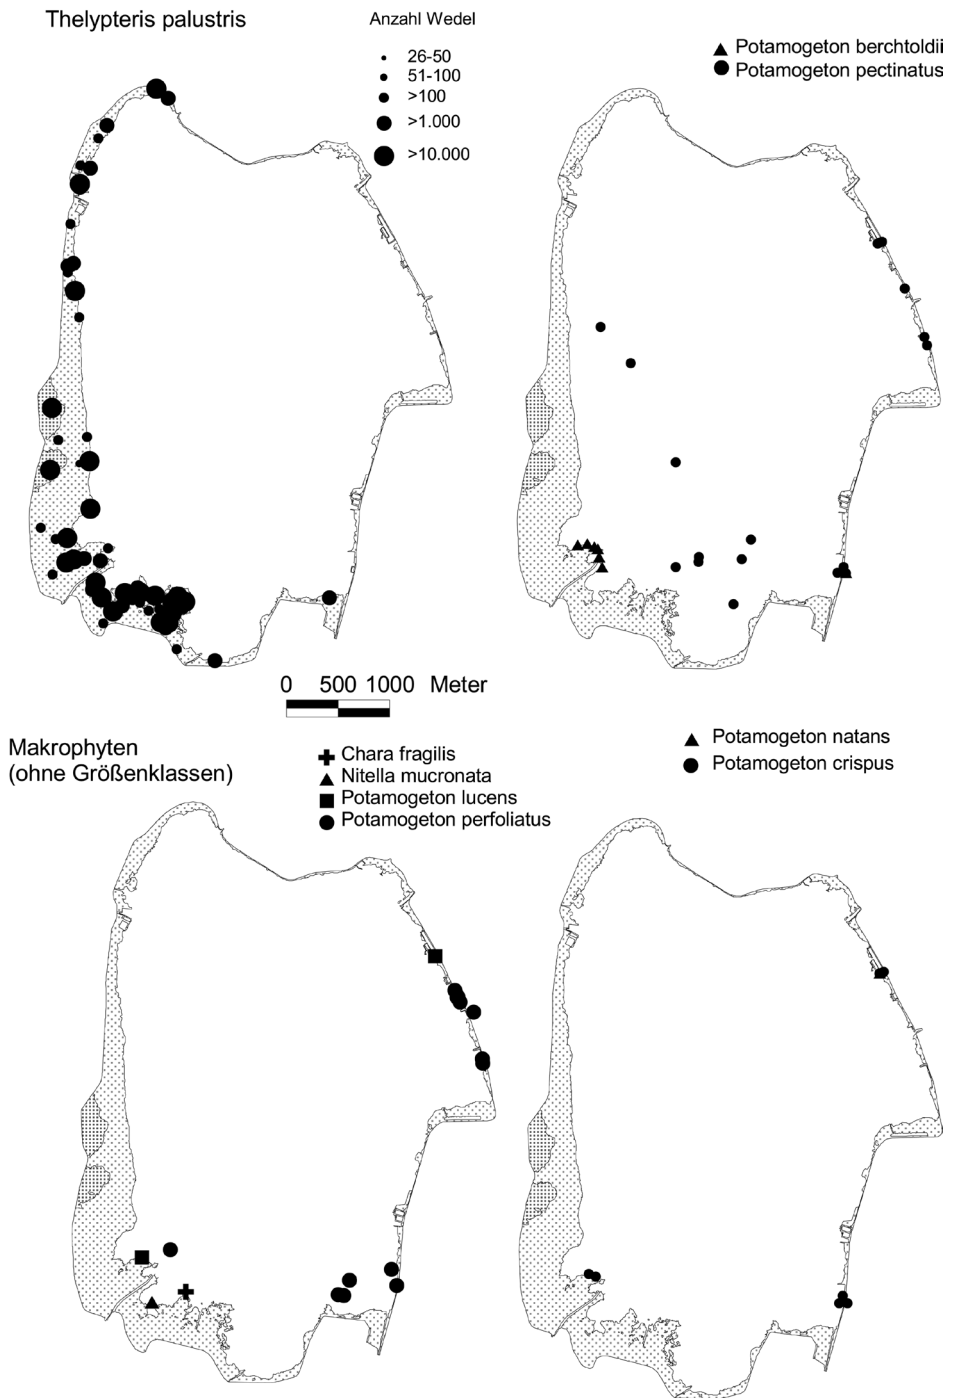 Thelypteris palustris
Anzahl Wedel
26-50
51-100
>100
>1.000
>10.000
Potamogeton berchtoldii
Potamogeton pectinatus
0 500 1000 Meter
Makrophyten
(ohne Größenklassen)
Chara fragilis
Nitella mucronata
Potamogeton lucens
Potamogeton perfoliatus
Potamogeton natans
Potamogeton crispus